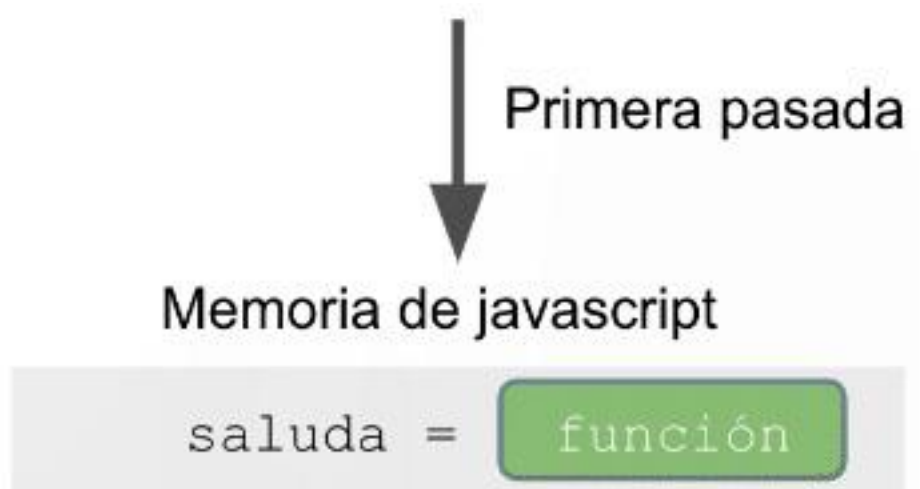 Primera pasada
Memoria de javascript
saluda = función